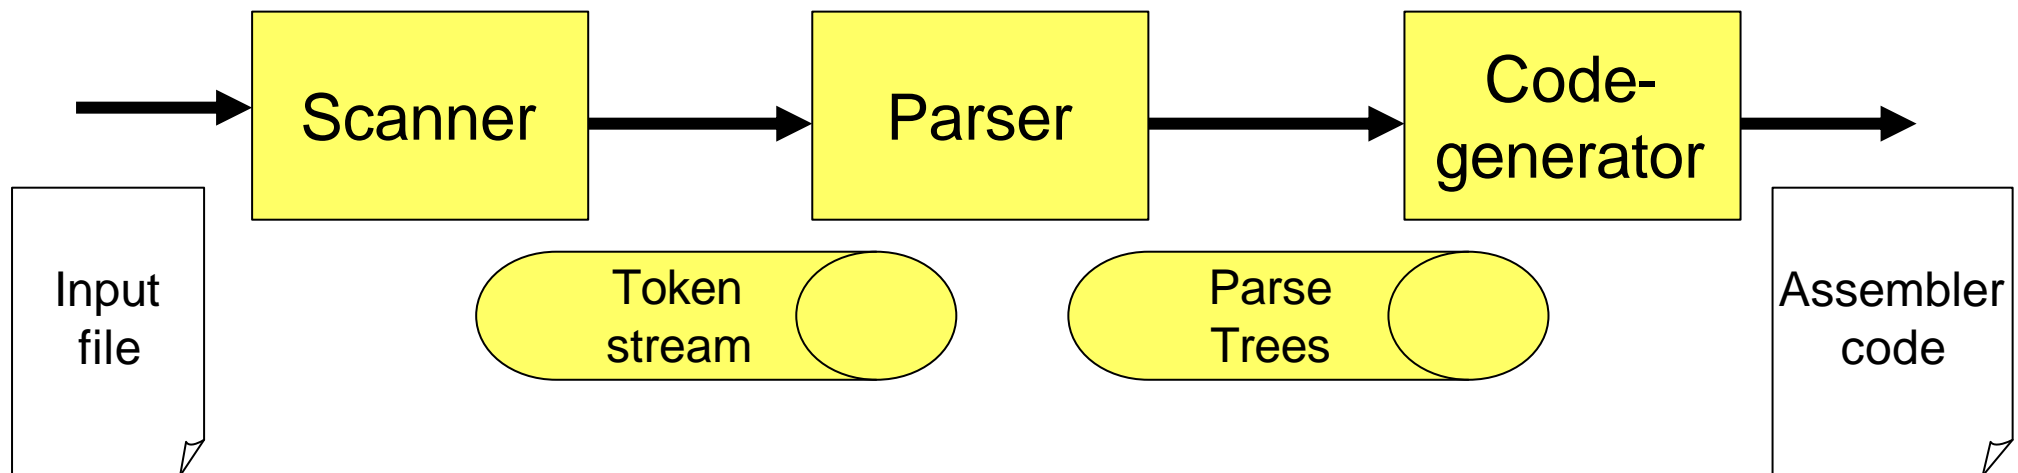 Scanner
Parser
Code-
generator
Input
file
Token
stream
Parse
Trees
Assembler
code